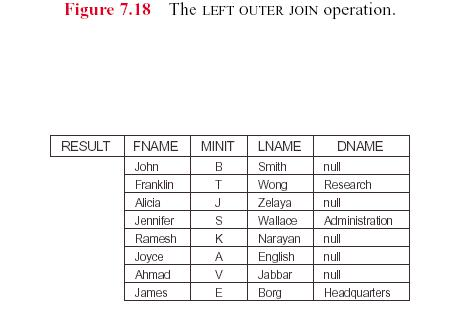 Figure 7.18 The LEFT OUTER JOIN operation.
RESULT FNAME MINIT LNAME DNAME
John B Smith null
Franklin T Wong Research
Alicia J Zelaya null
Jennifer S Wallace Administration
Ramesh K Narayan null
Joyce A English null
Ahmad V Jabbar null
James E Borg Headquarters